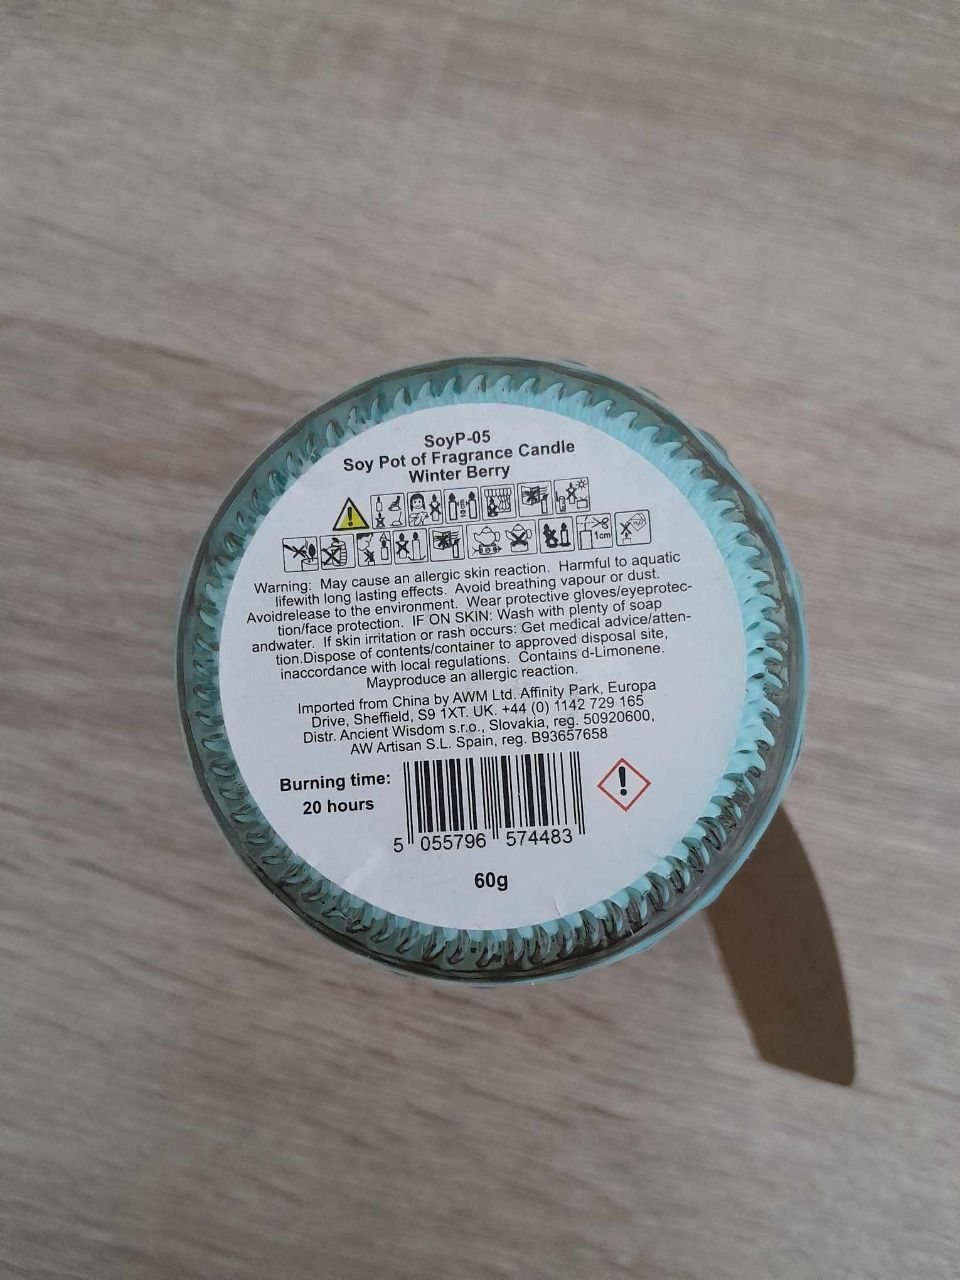 SoyP-05
Soy Pot of Fragrance Candle
Winter Berry
1cm
Warning: May cause an allergic skin reaction. Harmful to aquatic
lifewith long lasting effects. Avoid breathing vapour or dust.
Avoidrelease to the environment. Wear protective gloves/eyeprotec-
tion/face protection. IF ON SKIN: Wash with plenty of soap
andwater. If skin irritation or rash occurs: Get medical advice/atten-
tion.Dispose of contents/container to approved disposal site,
inaccordance with local regulations. Contains d-Limonene.
Mayproduce an allergic reaction.
Imported from China by AWM Ltd. Affinity Park, Europa
Drive, Sheffield, S9 1XT. UK. +44 (0) 1142 729 165
Distr. Ancient Wisdom s.r.o., Slovakia, reg. 50920600,
AW Artisan S.L. Spain, reg. B93657658
Burning time:
20 hours
5 055796 574483
60g